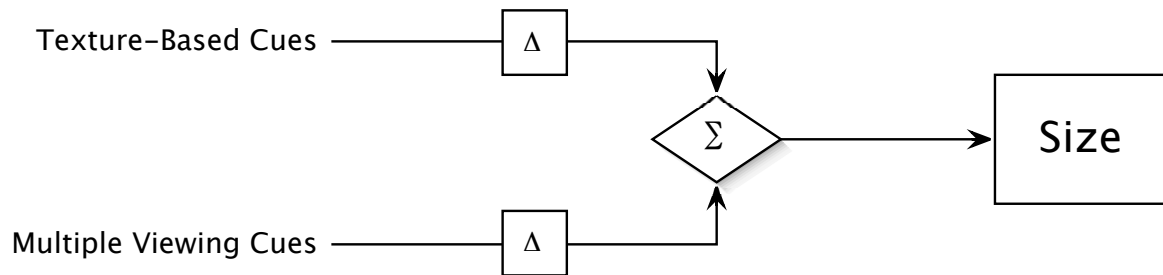 Texture-Based Cues
Δ
Σ
Size
Multiple Viewing Cues
Δ